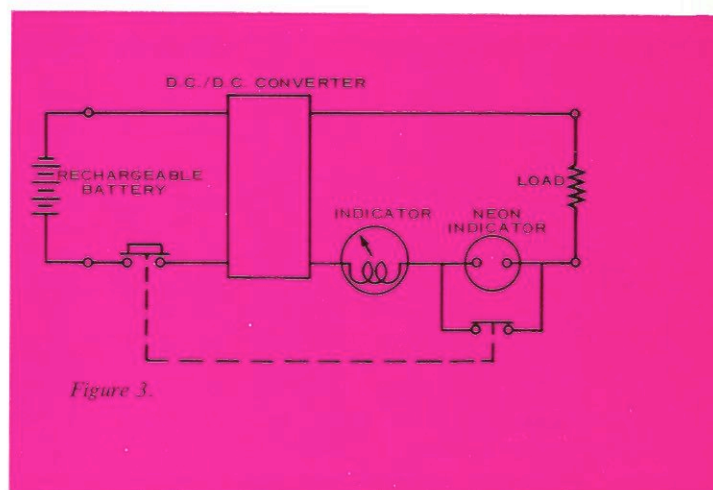 D.C./D.C. CONVERTER
RECHARGEABLE
BATTERY
LOAD
INDICATOR
NEON
INDICATOR
Figure 3.